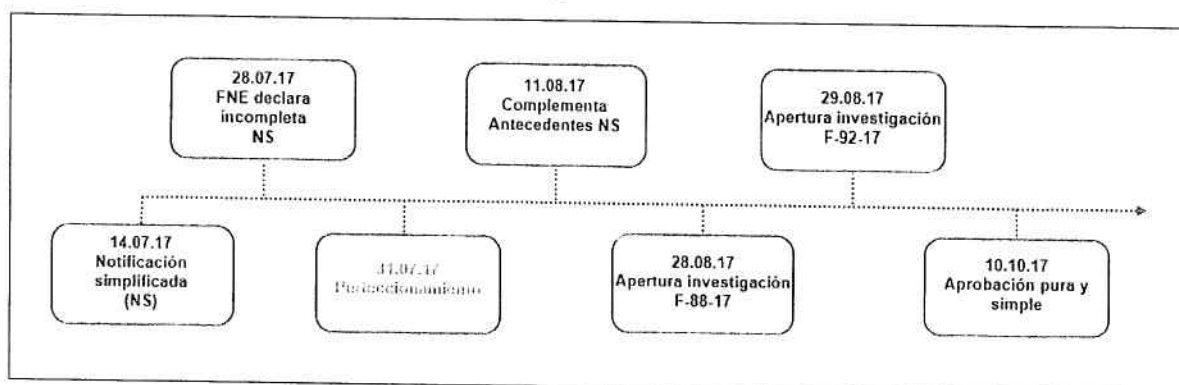 28.07.17
FNE declara
incompleta
NS
11.08.17
Complementa
Antecedentes NS
29.08.17
Apertura investigación
F-92-17
14.07.17
Notificación
simplificada
(NS)
31.07.17
Perfeccionamiento
28.08.17
Apertura investigación
F-88-17
10.10.17
Aprobación pura y
simple